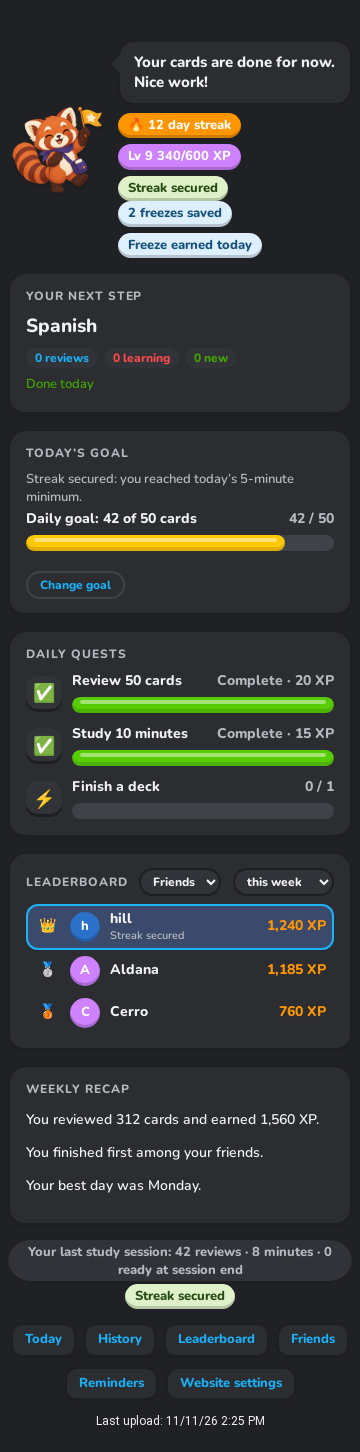 Your cards are done for now.
Nice work!
🔥 12 day streak
Lv 9 340/600 XP
Streak secured
2 freezes saved
Freeze earned today
YOUR NEXT STEP
Spanish
0 reviews 0 learning 0 new
Done today
TODAY'S GOAL
Streak secured: you reached today's 5-minute
minimum.
Daily goal: 42 of 50 cards 42 / 50
Change goal
DAILY QUESTS
Review 50 cards Complete · 20 XP
Study 10 minutes Complete · 15 XP
Finish a deck 0 / 1
LEADERBOARD Friends this week
h hill 1,240 XP
Streak secured
A Aldana 1,185 XP
C Cerro 760 XP
WEEKLY RECAP
You reviewed 312 cards and earned 1,560 XP.
You finished first among your friends.
Your best day was Monday.
Your last study session: 42 reviews · 8 minutes · 0
ready at session end
Streak secured
Today History Leaderboard Friends
Reminders Website settings
Last upload: 11/11/26 2:25 PM